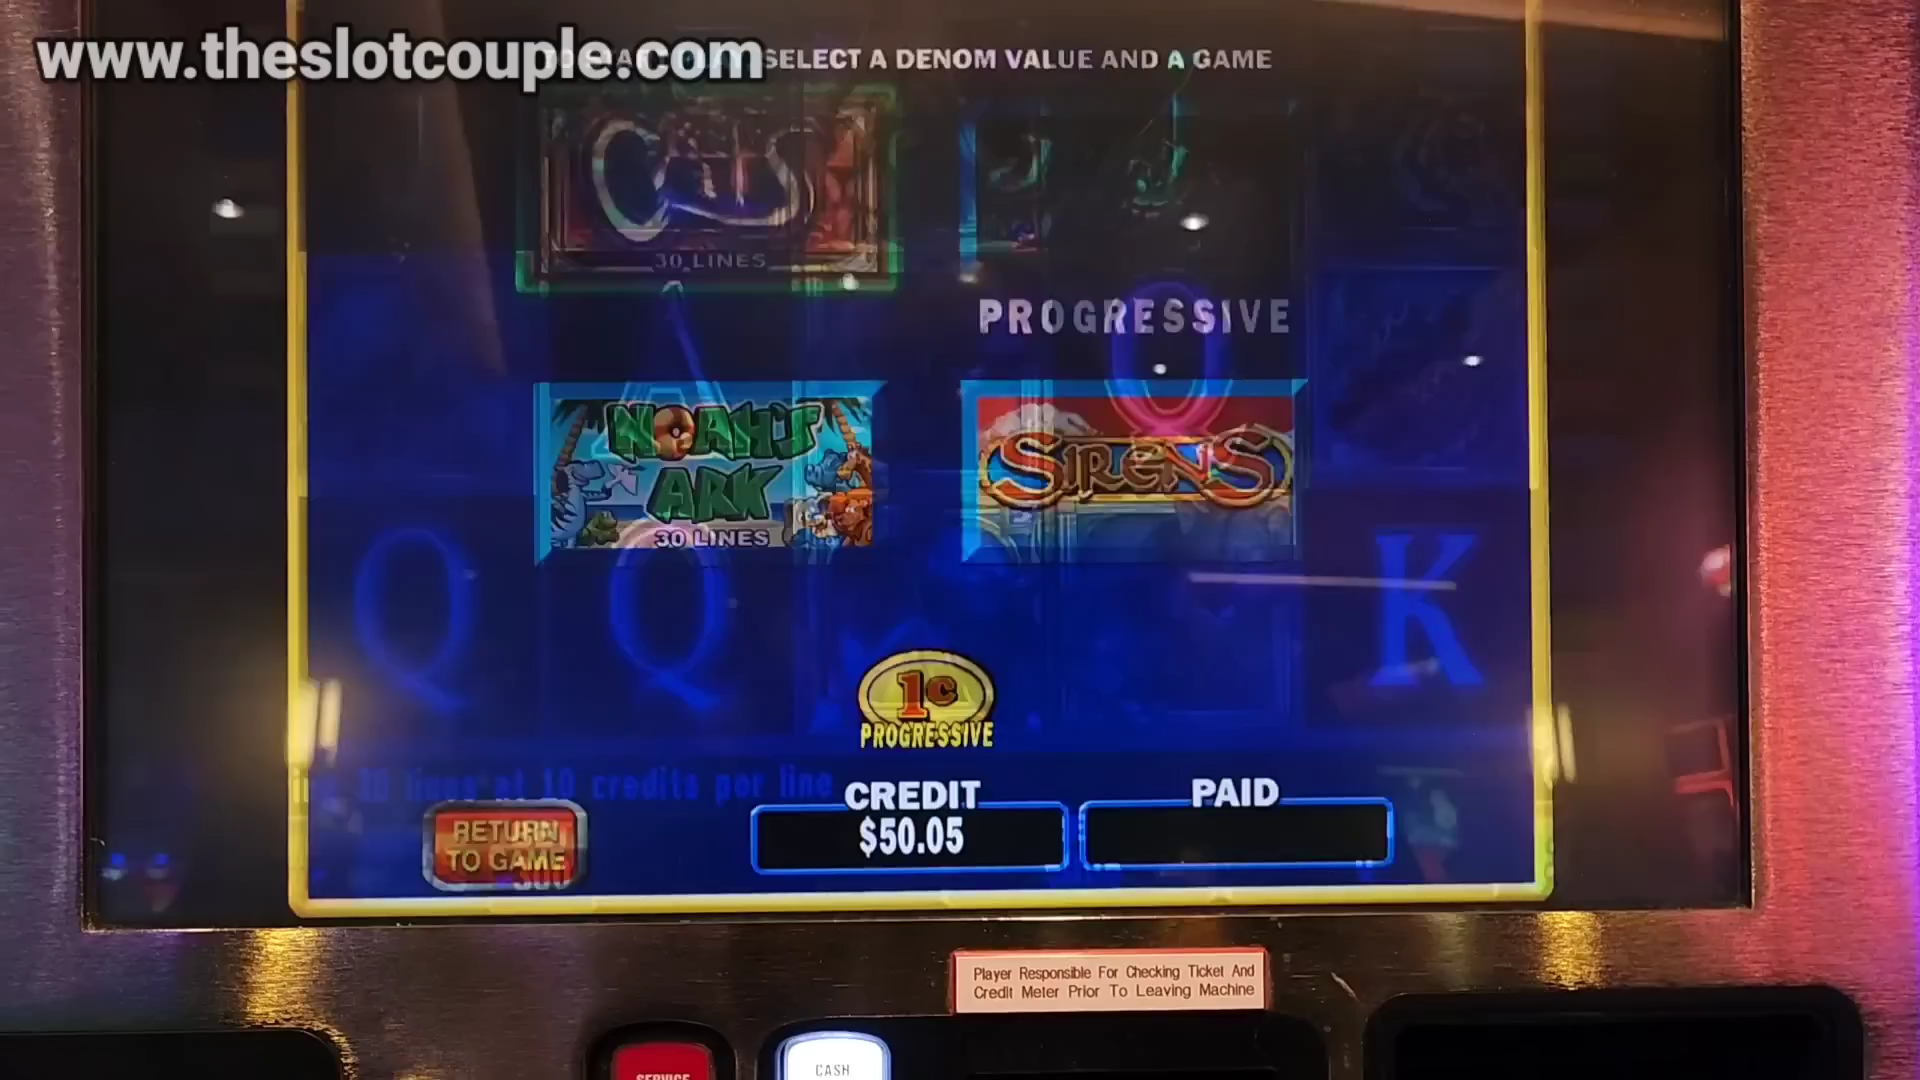 www.theslotcouple.com
SELECT A DENOM VALUE AND A GAME
CATS
30 LINES
PROGRESSIVE
NOAH'S
ARK
30 LINES
SIRENS
Q
Q
Q
K
1¢
PROGRESSIVE
lines at 10 credits per line
CREDIT
$50.05
PAID
RETURN
TO GAME
300
Player Responsible For Checking Ticket And
Credit Meter Prior To Leaving Machine
SERVICE
CASH